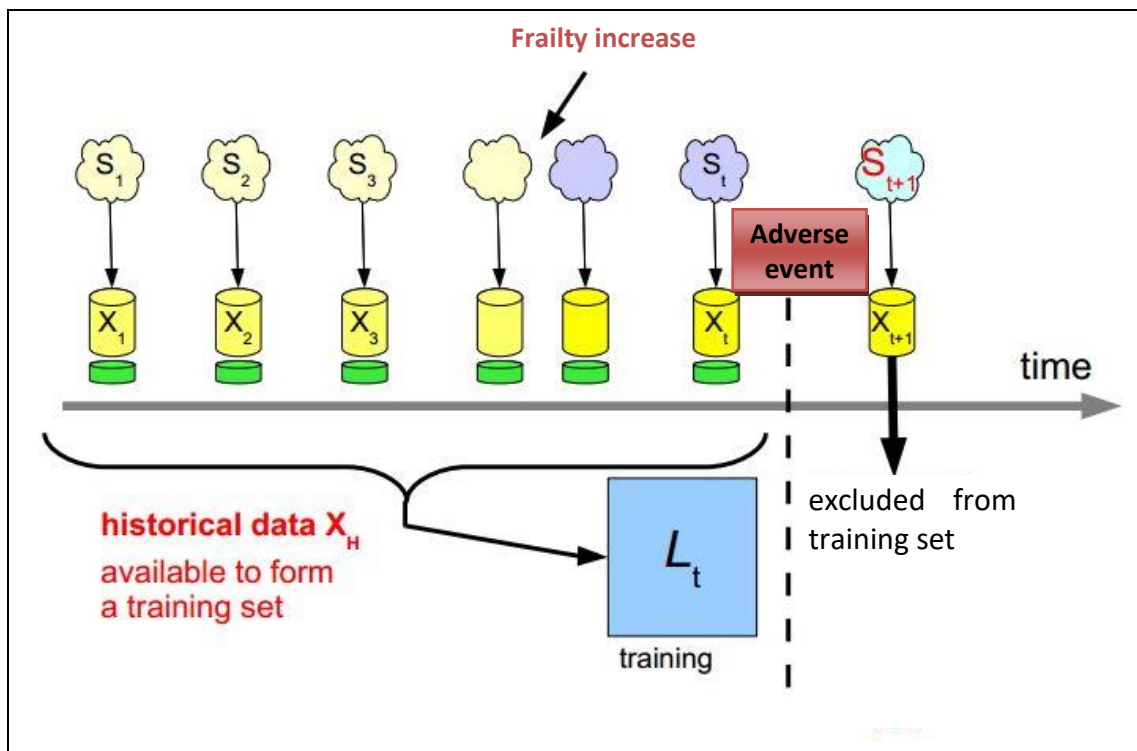 Frailty increase
S1 S2 S3 St St+1
Adverse
event
X1 X2 X3 Xt Xt+1
time
historical data XH
available to form
a training set
Lt
training
excluded from
training set